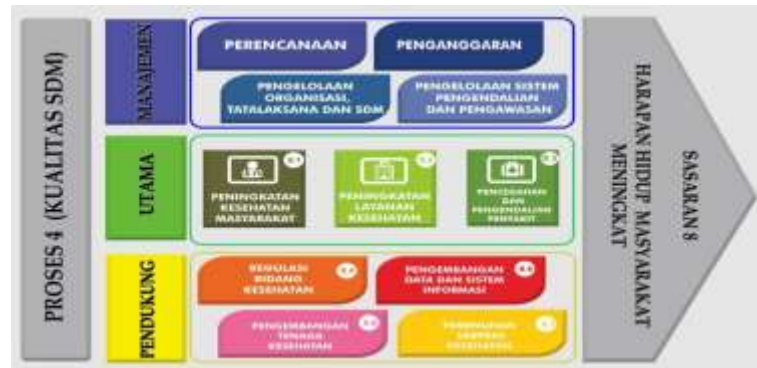 PROSES 4 (KUALITAS SDM)
MANAJEMEN
PERENCANAAN
PENGANGGARAN
PENGELOLAAN
ORGANISASI,
TATALAKSANA DAN SDM
PENGELOLAAN SISTEM
PENGENDALIAN
DAN PENGAWASAN
UTAMA
PENINGKATAN
KESEHATAN
MASYARAKAT
PENINGKATAN
LAYANAN
KESEHATAN
PENCEGAHAN
DAN
PENGENDALIAN
PENYAKIT
PENDUKUNG
REGULASI
BIDANG
KESEHATAN
PENGEMBANGAN
DATA DAN SISTEM
INFORMASI
PENGEMBANGAN
TENAGA
KESEHATAN
KESEHATAN
SASARAN 8
HARAPAN HIDUP MASYARAKAT
MENINGKAT